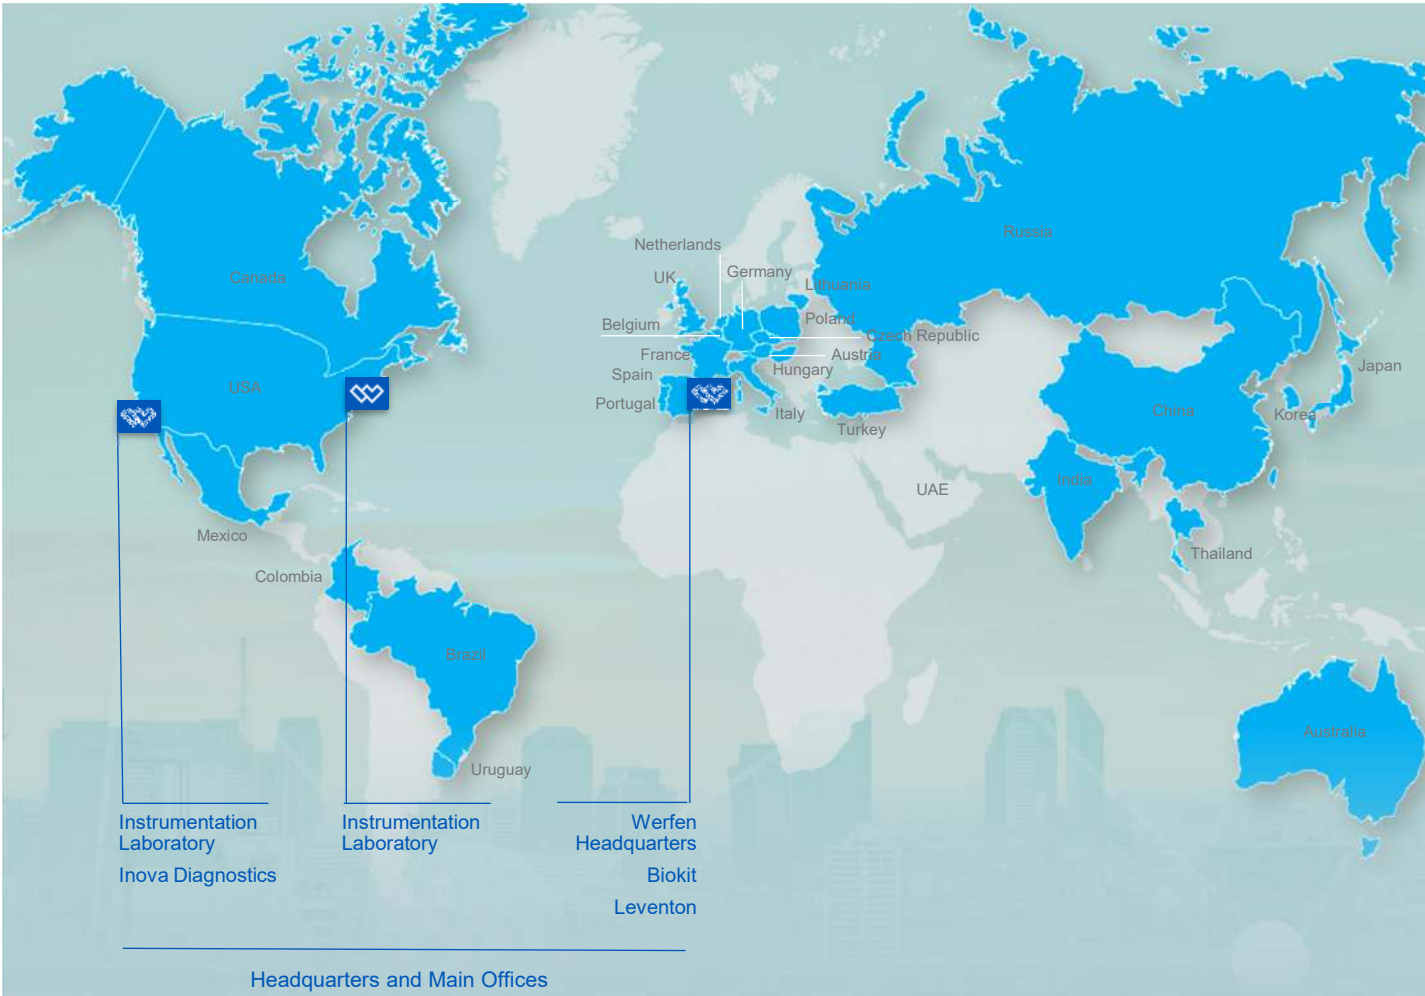 Netherlands
Germany
UK
Lithuania
Russia
Canada
Belgium
Poland
Czech Republic
France
Austria
Hungary
Spain
Japan
USA
Portugal
Italy
Turkey
China
Korea
India
UAE
Mexico
Thailand
Colombia
Brazil
Australia
Uruguay
Instrumentation
Laboratory
Inova Diagnostics
Instrumentation
Laboratory
Werfen
Headquarters
Biokit
Leventon
Headquarters and Main Offices